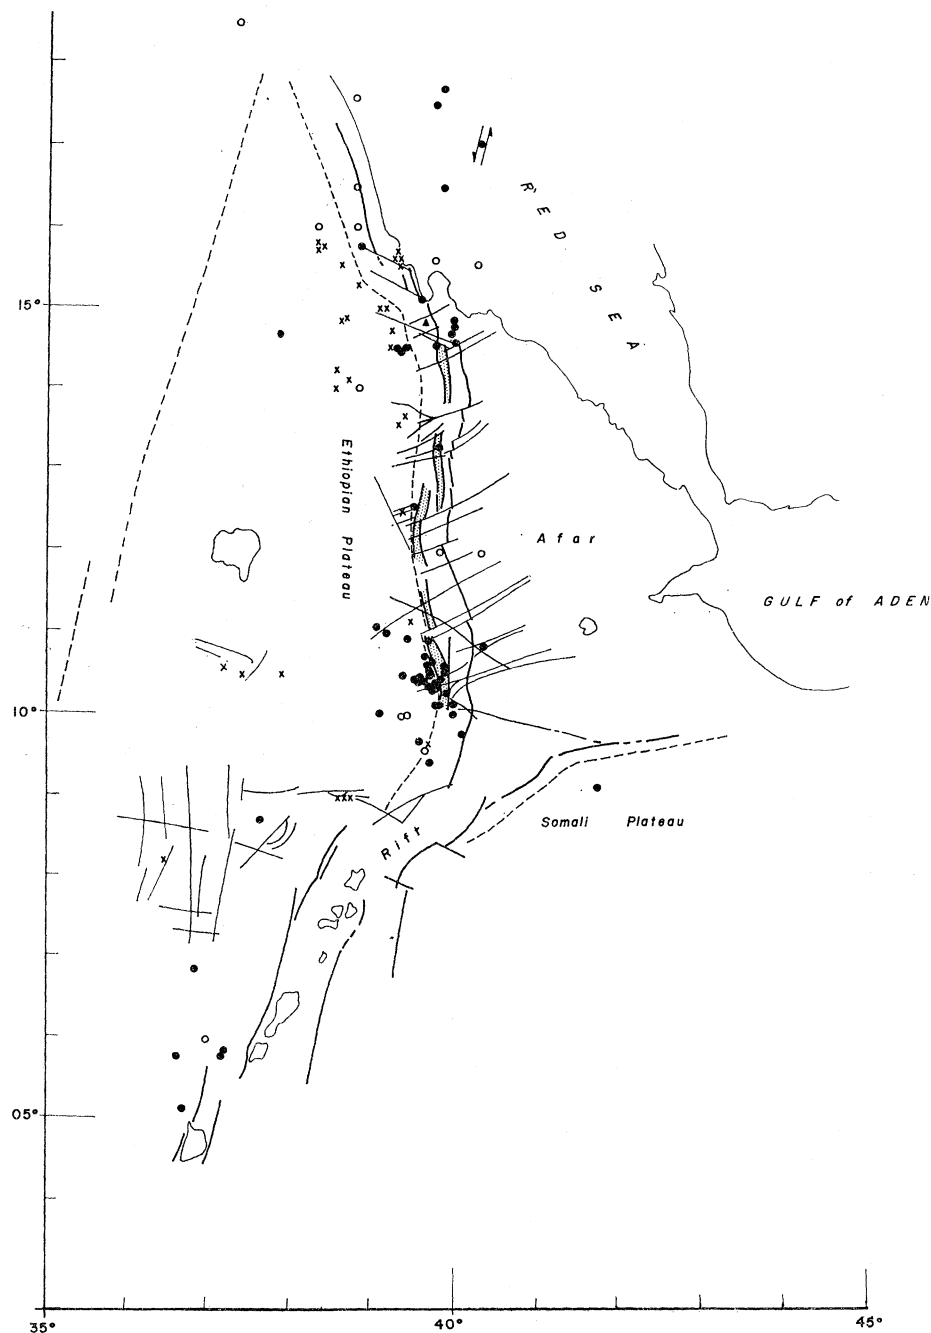 RED SEA
15°
Ethiopian Plateau
Afar
GULF of ADEN
10°
Somali Plateau
Rift
05°
35°
40°
45°